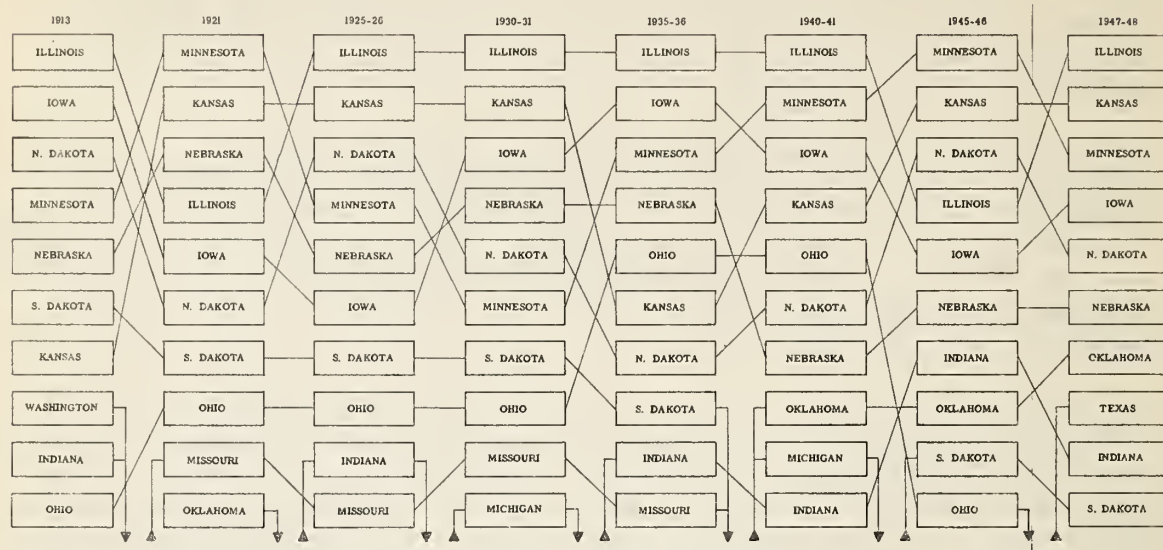 1913 1921 1925-26 1930-31 1935-36 1940-41 1945-46 1947-48
ILLINOIS MINNESOTA ILLINOIS ILLINOIS ILLINOIS ILLINOIS MINNESOTA ILLINOIS
IOWA KANSAS KANSAS KANSAS IOWA MINNESOTA KANSAS KANSAS
N. DAKOTA NEBRASKA N. DAKOTA IOWA MINNESOTA IOWA N. DAKOTA MINNESOTA
MINNESOTA ILLINOIS MINNESOTA NEBRASKA NEBRASKA KANSAS ILLINOIS IOWA
NEBRASKA IOWA NEBRASKA N. DAKOTA OHIO OHIO IOWA N. DAKOTA
S. DAKOTA N. DAKOTA IOWA MINNESOTA KANSAS N. DAKOTA NEBRASKA NEBRASKA
KANSAS S. DAKOTA S. DAKOTA S. DAKOTA N. DAKOTA NEBRASKA INDIANA OKLAHOMA
WASHINGTON OHIO OHIO OHIO S. DAKOTA OKLAHOMA OKLAHOMA TEXAS
INDIANA MISSOURI INDIANA MISSOURI INDIANA MICHIGAN S. DAKOTA INDIANA
OHIO OKLAHOMA MISSOURI MICHIGAN MISSOURI INDIANA OHIO S. DAKOTA